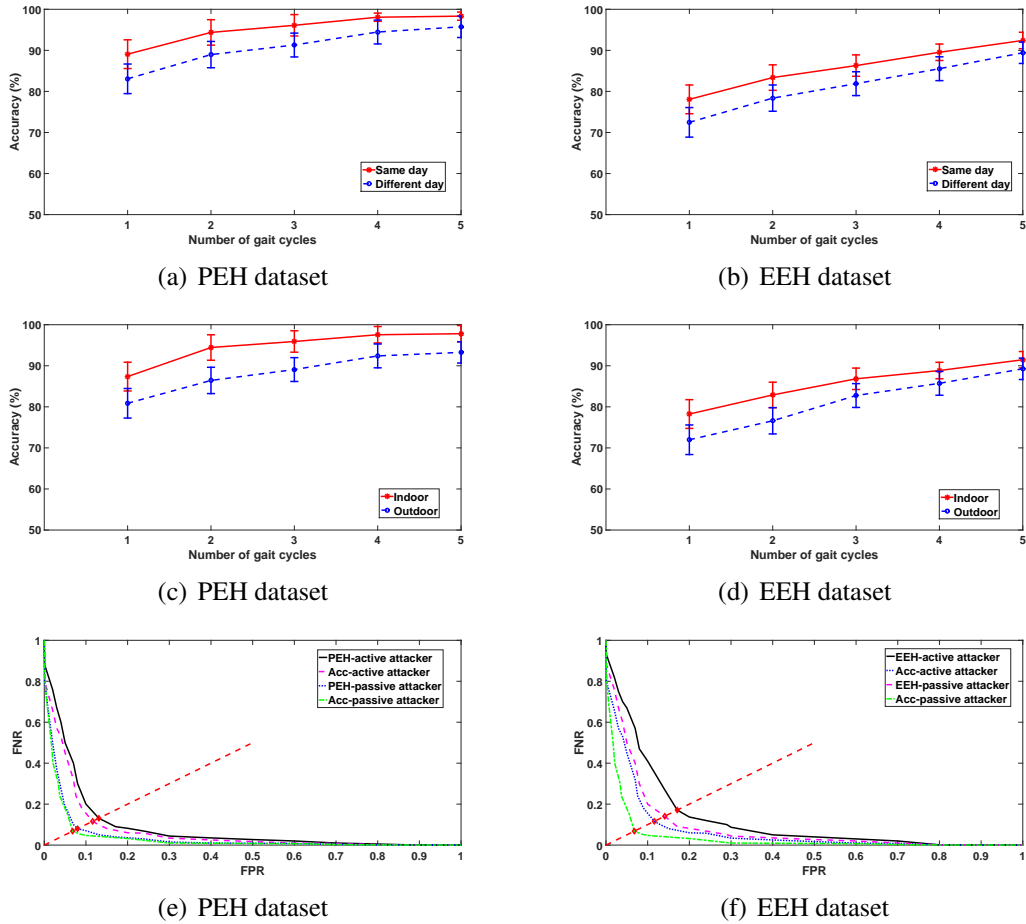 100
90
80
70
60
50
Accuracy (%)
1 2 3 4 5
Number of gait cycles
Same day
Different day
(a) PEH dataset
100
90
80
70
60
50
Accuracy (%)
1 2 3 4 5
Number of gait cycles
Same day
Different day
(b) EEH dataset
100
90
80
70
60
50
Accuracy (%)
1 2 3 4 5
Number of gait cycles
Indoor
Outdoor
(c) PEH dataset
100
90
80
70
60
50
Accuracy (%)
1 2 3 4 5
Number of gait cycles
Indoor
Outdoor
(d) EEH dataset
1
0.8
0.6
0.4
0.2
0
FNR
0 0.1 0.2 0.3 0.4 0.5 0.6 0.7 0.8 0.9 1
FPR
PEH-active attacker
Acc-active attacker
PEH-passive attacker
Acc-passive attacker
(e) PEH dataset
1
0.8
0.6
0.4
0.2
0
FNR
0 0.1 0.2 0.3 0.4 0.5 0.6 0.7 0.8 0.9 1
FPR
EEH-active attacker
Acc-active attacker
EEH-passive attacker
Acc-passive attacker
(f) EEH dataset